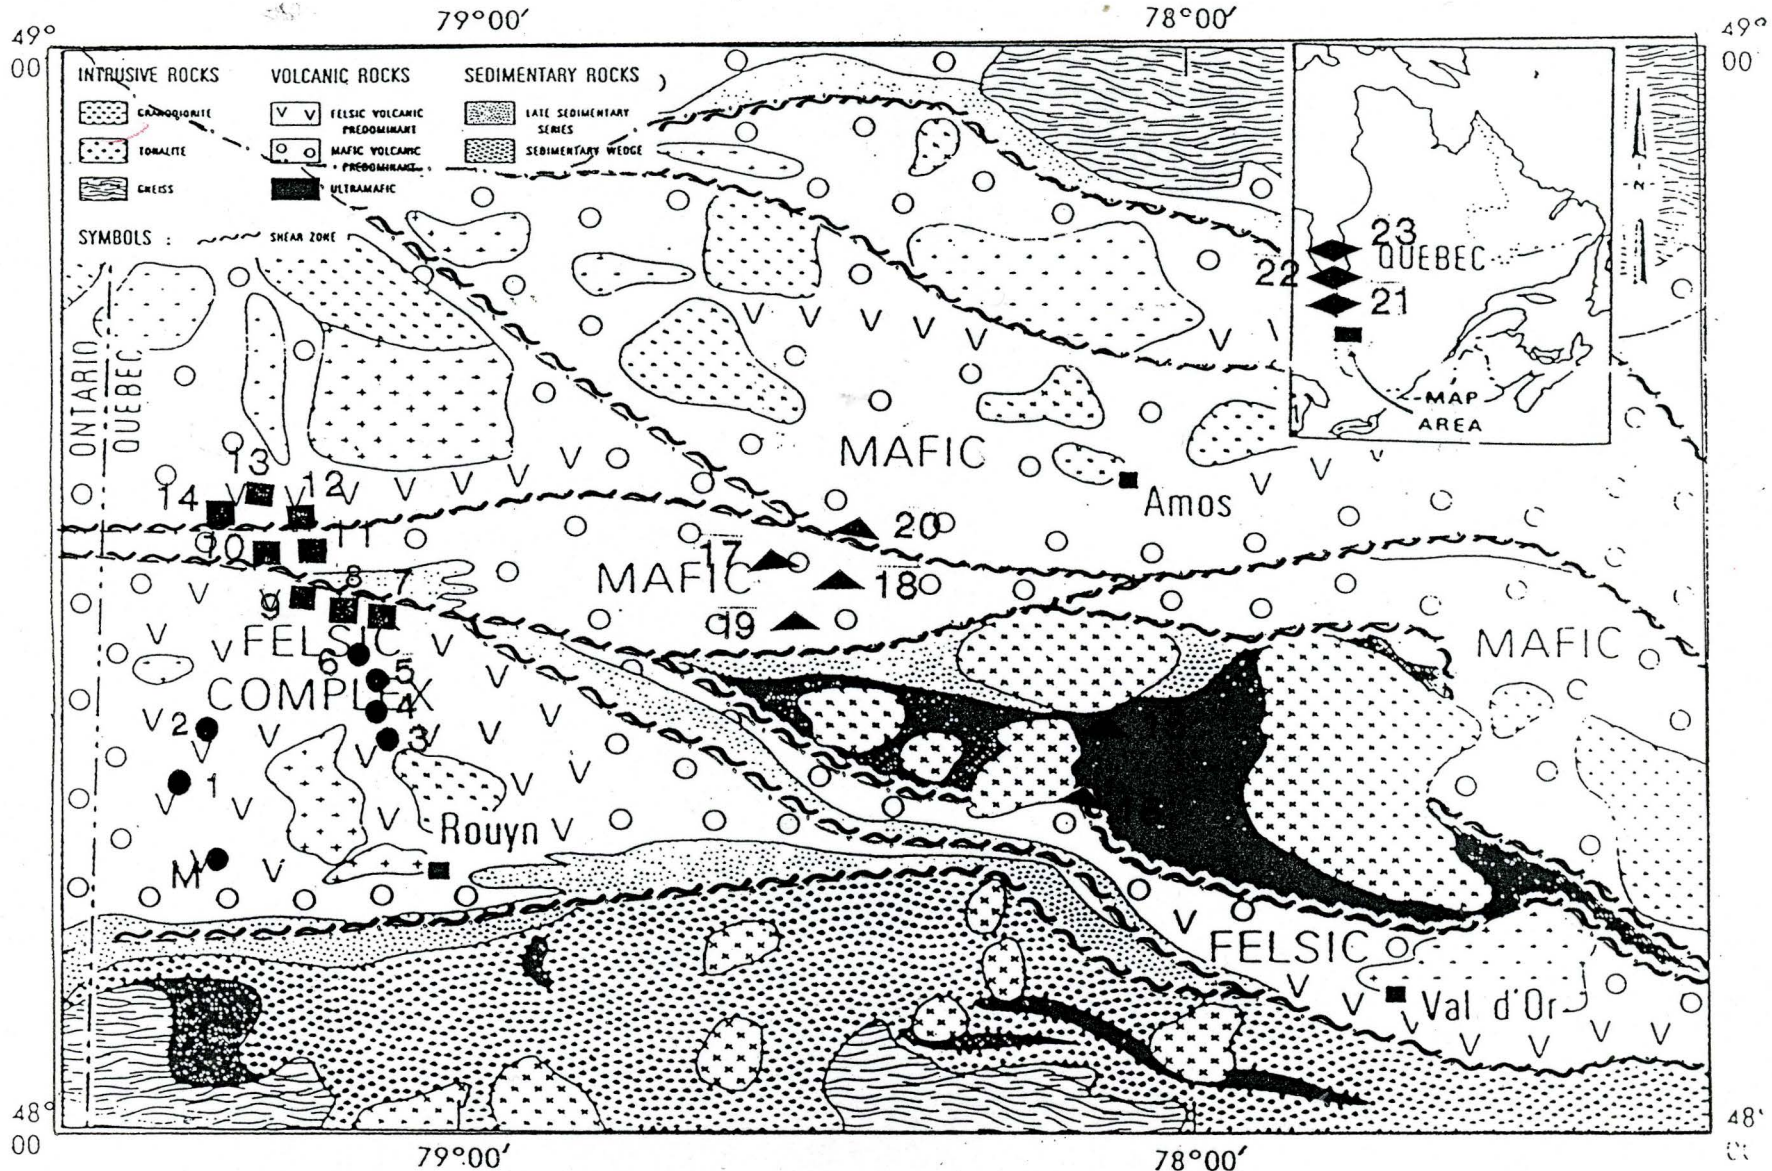 79°00′
78°00′
49°
00′
49°
00′
INTRUSIVE ROCKS
GRANODIORITE
TONALITE
GNEISS
VOLCANIC ROCKS
FELSIC VOLCANIC
PREDOMINANT
MAFIC VOLCANIC
PREDOMINANT
ULTRAMAFIC
SEDIMENTARY ROCKS
LATE SEDIMENTARY
SERIES
SEDIMENTARY WEDGE
SYMBOLS :
SHEAR ZONE
N
23
QUEBEC
22
21
MAP
AREA
ONTARIO
QUEBEC
MAFIC
Amos
13
12
14
11
10
20
17
MAFIC
18
19
9
8
7
FELSIC
COMPLEX
6
5
4
3
2
1
M
MAFIC
Rouyn
FELSIC
Val d'Or
48°
00
48°
79°00′
78°00′